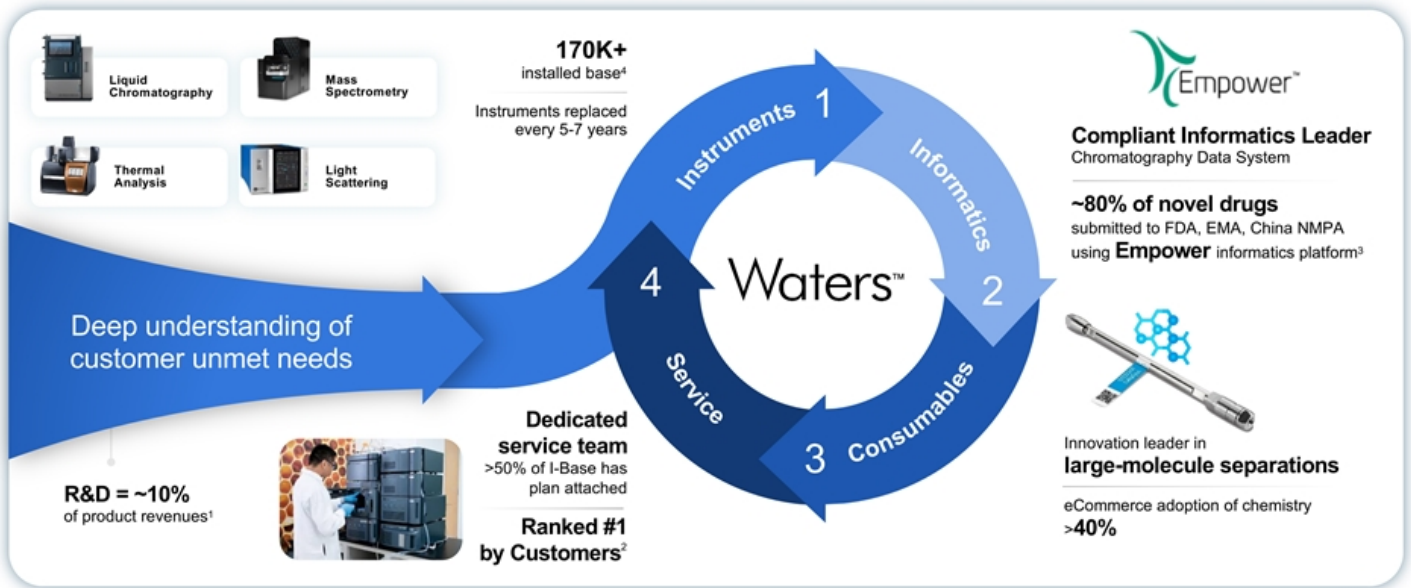 Liquid
Chromatography
Mass
Spectrometry
Thermal
Analysis
Light
Scattering
170K+
installed base⁴
Instruments replaced
every 5-7 years
Instruments 1
Informatics 2
Consumables 3
Service 4
Waters™
Deep understanding of
customer unmet needs
R&D = ~10%
of product revenues¹
Dedicated
service team
>50% of I-Base has
plan attached
Ranked #1
by Customers²
Empower™
Compliant Informatics Leader
Chromatography Data System
~80% of novel drugs
submitted to FDA, EMA, China NMPA
using Empower informatics platform³
Innovation leader in
large-molecule separations
eCommerce adoption of chemistry
>40%